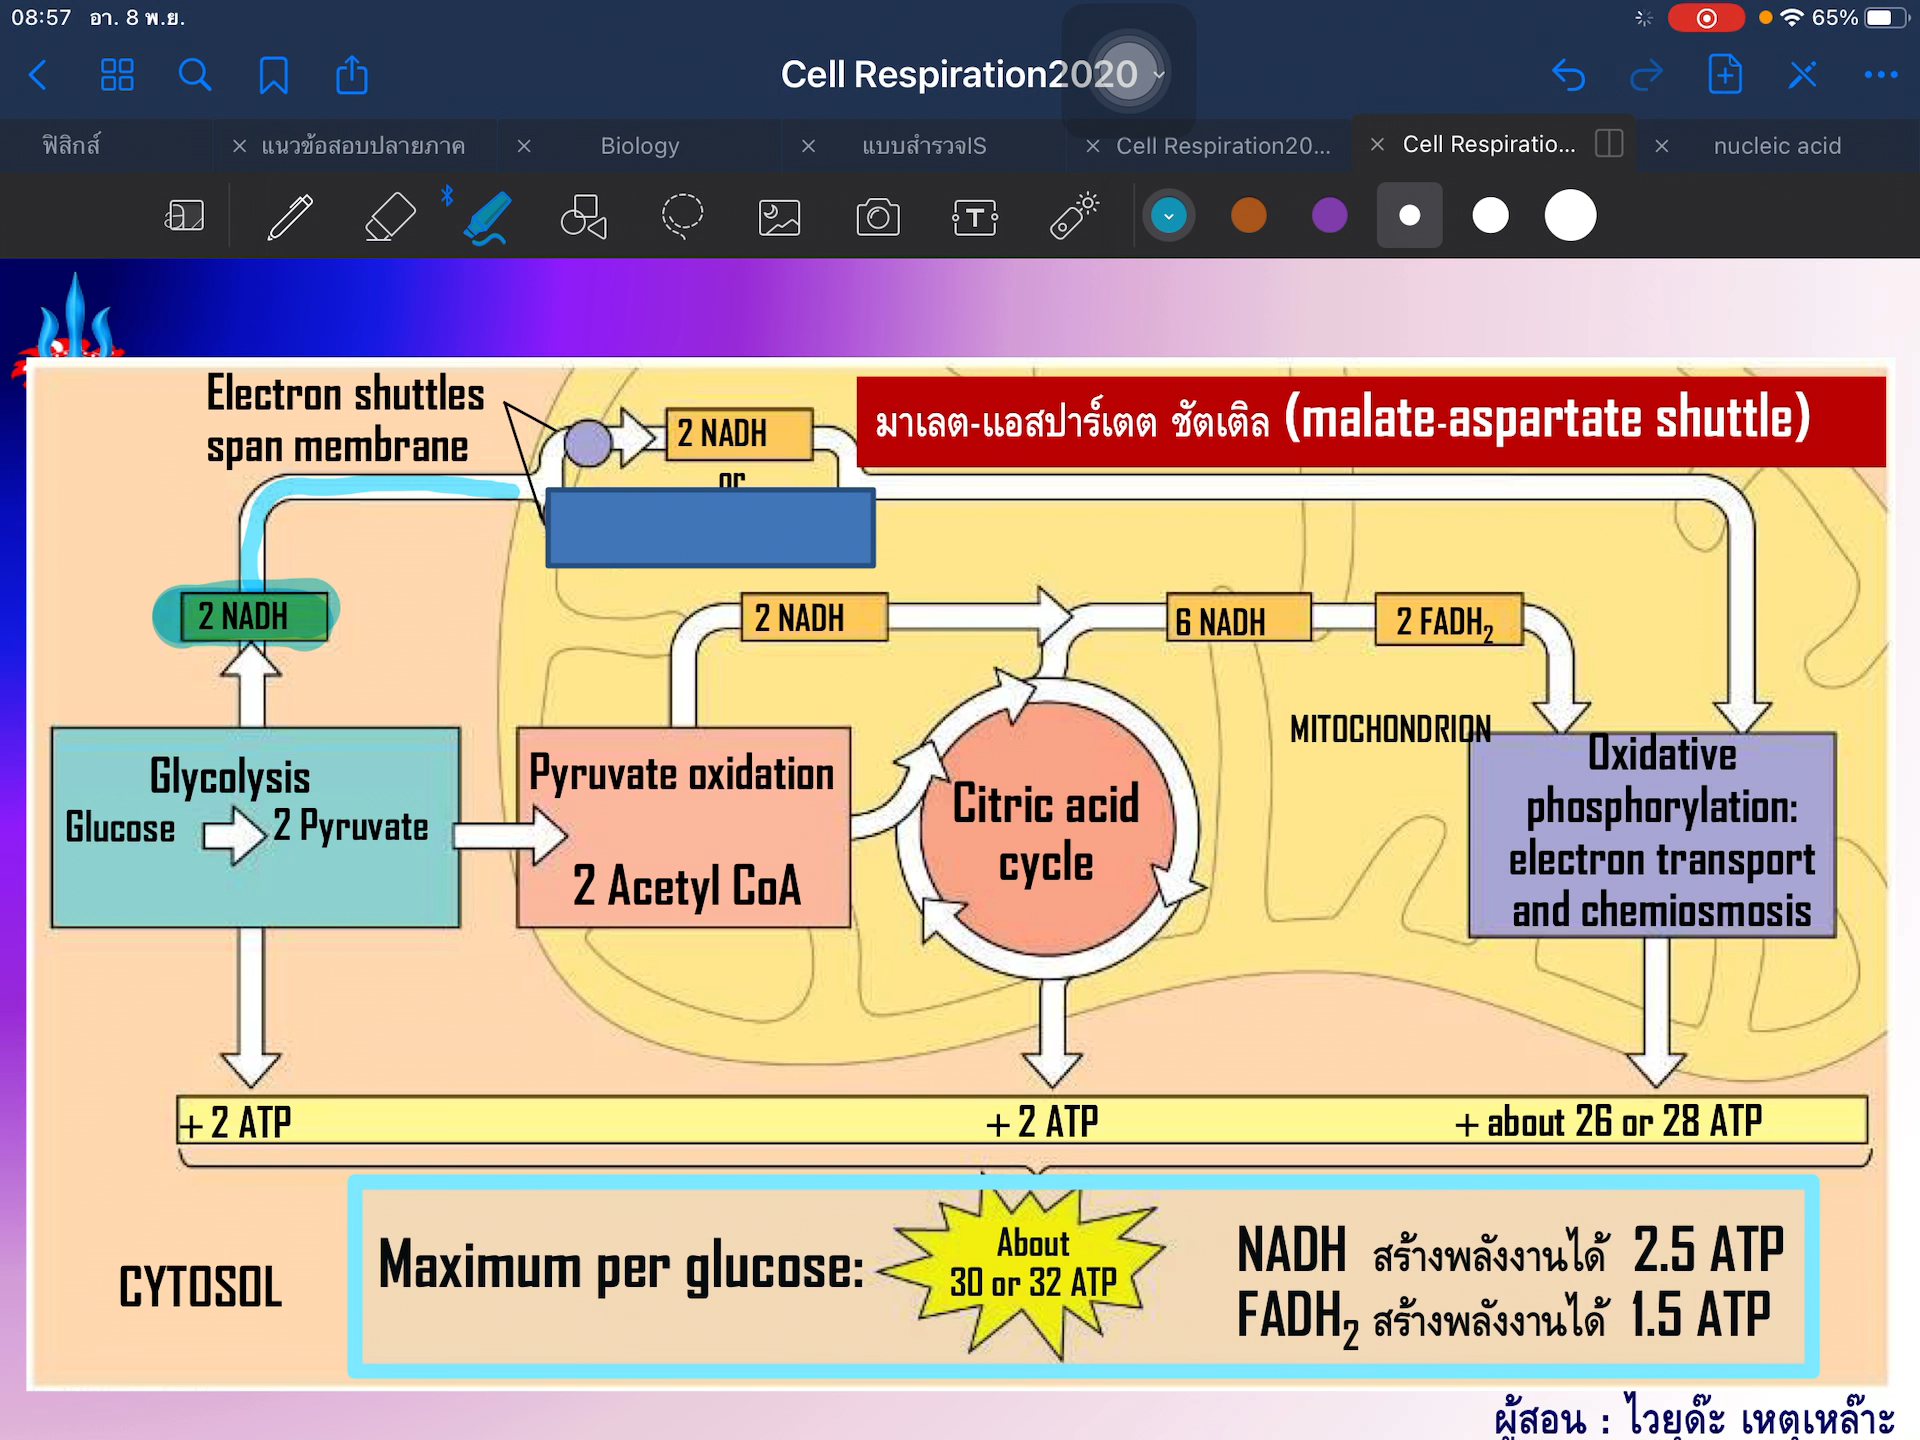 08:57 อา. 8 พ.ย.
65%
Cell Respiration2020
ฟิสิกส์
แนวข้อสอบปลายภาค
Biology
แบบสำรวจIS
Cell Respiration20...
Cell Respiratio...
nucleic acid
Electron shuttles
span membrane
2 NADH
or
มาเลต-แอสปาร์เตต ชัตเติล (malate-aspartate shuttle)
2 NADH
2 NADH
6 NADH
2 FADH₂
MITOCHONDRION
Glycolysis
Glucose
2 Pyruvate
Pyruvate oxidation
2 Acetyl CoA
Citric acid
cycle
Oxidative
phosphorylation:
electron transport
and chemiosmosis
+ 2 ATP
+ 2 ATP
+ about 26 or 28 ATP
CYTOSOL
Maximum per glucose:
About
30 or 32 ATP
NADH สร้างพลังงานได้ 2.5 ATP
FADH₂ สร้างพลังงานได้ 1.5 ATP
ผู้สอน : ไวยุด๊ะ เหตุเหล๊าะ